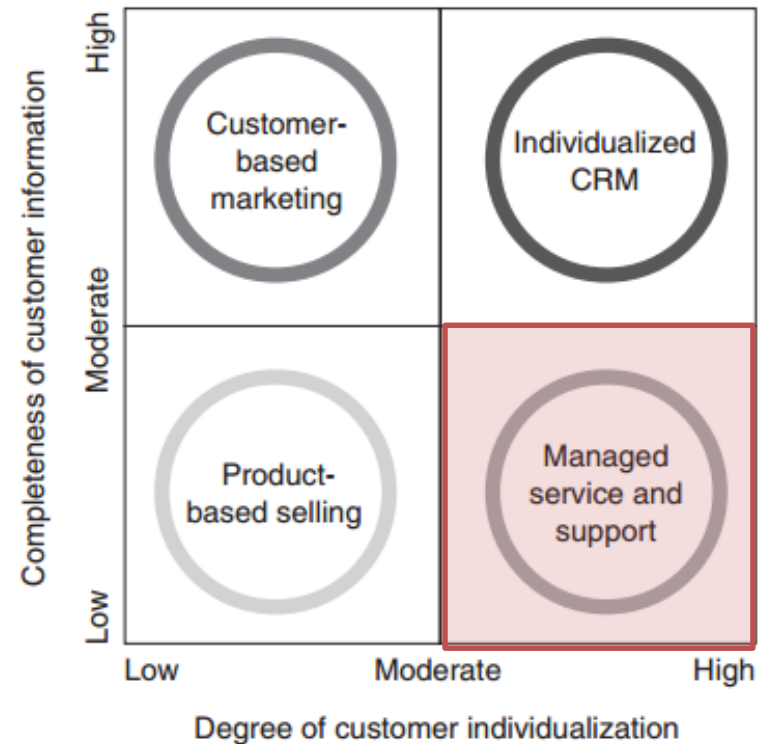 Completeness of customer information
High
Moderate
Low
Customer-
based
marketing
Individualized
CRM
Product-
based selling
Managed
service and
support
Low
Moderate
High
Degree of customer individualization